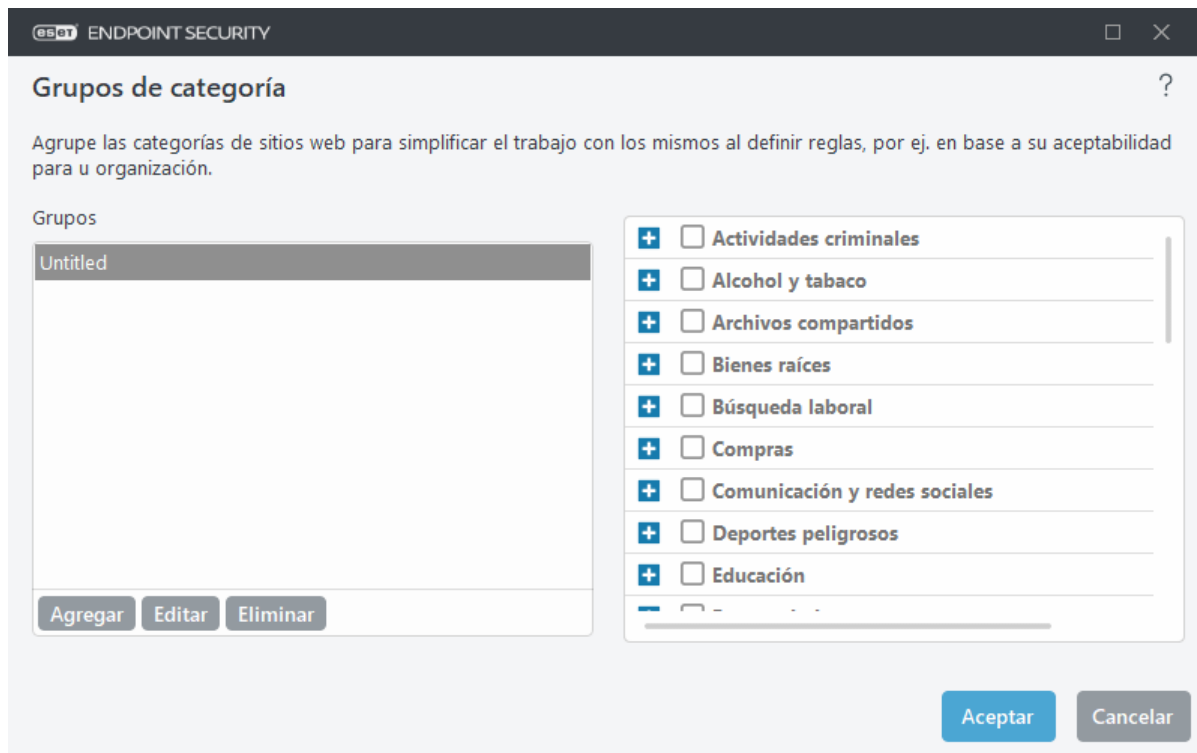 eset ENDPOINT SECURITY
Grupos de categoría
?
Agrupe las categorías de sitios web para simplificar el trabajo con los mismos al definir reglas, por ej. en base a su aceptabilidad
para u organización.
Grupos
Untitled
Agregar Editar Eliminar
Actividades criminales
Alcohol y tabaco
Archivos compartidos
Bienes raíces
Búsqueda laboral
Compras
Comunicación y redes sociales
Deportes peligrosos
Educación
Aceptar Cancelar